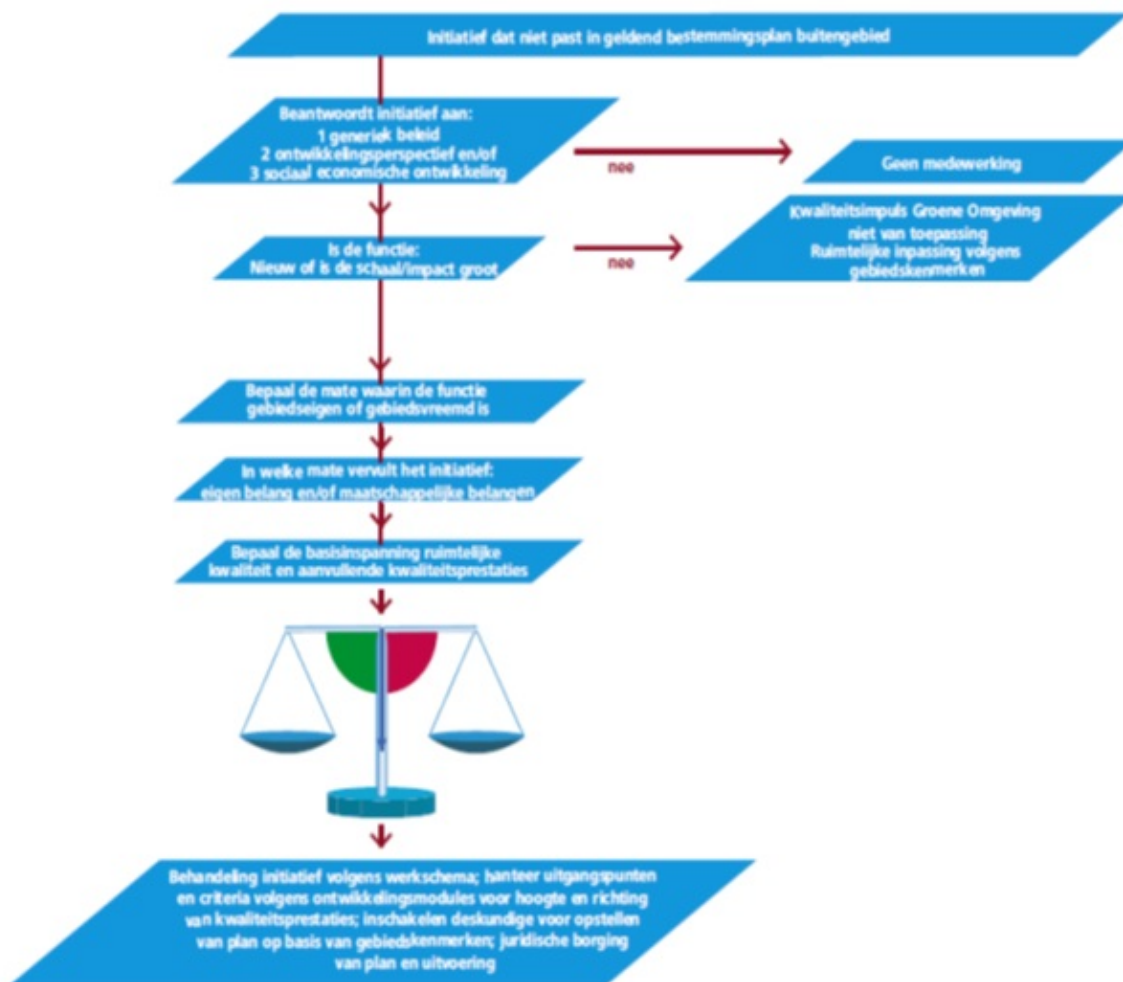 Initiatief dat niet past in geldend bestemmingsplan buitengebied
Beantwoordt initiatief aan:
1 generiek beleid
2 ontwikkelingsperspectief en/of
3 sociaal economische ontwikkeling
nee
Geen medewerking
Is de functie:
Nieuw of is de schaal/impact groot
nee
Kwaliteitsimpuls Groene Omgeving
niet van toepassing
Ruimtelijke inpassing volgens
gebiedskenmerken
Bepaal de mate waarin de functie
gebiedseigen of gebiedsvreemd is
In welke mate vervult het initiatief:
eigen belang en/of maatschappelijke belangen
Bepaal de basisinspanning ruimtelijke
kwaliteit en aanvullende kwaliteitsprestaties
Behandeling initiatief volgens werkschema; hanteer uitgangspunten
en criteria volgens ontwikkelingsmodules voor hoogte en richting
van kwaliteitsprestaties; inschakelen deskundige voor opstellen
van plan op basis van gebiedskenmerken; juridische borging
van plan en uitvoering